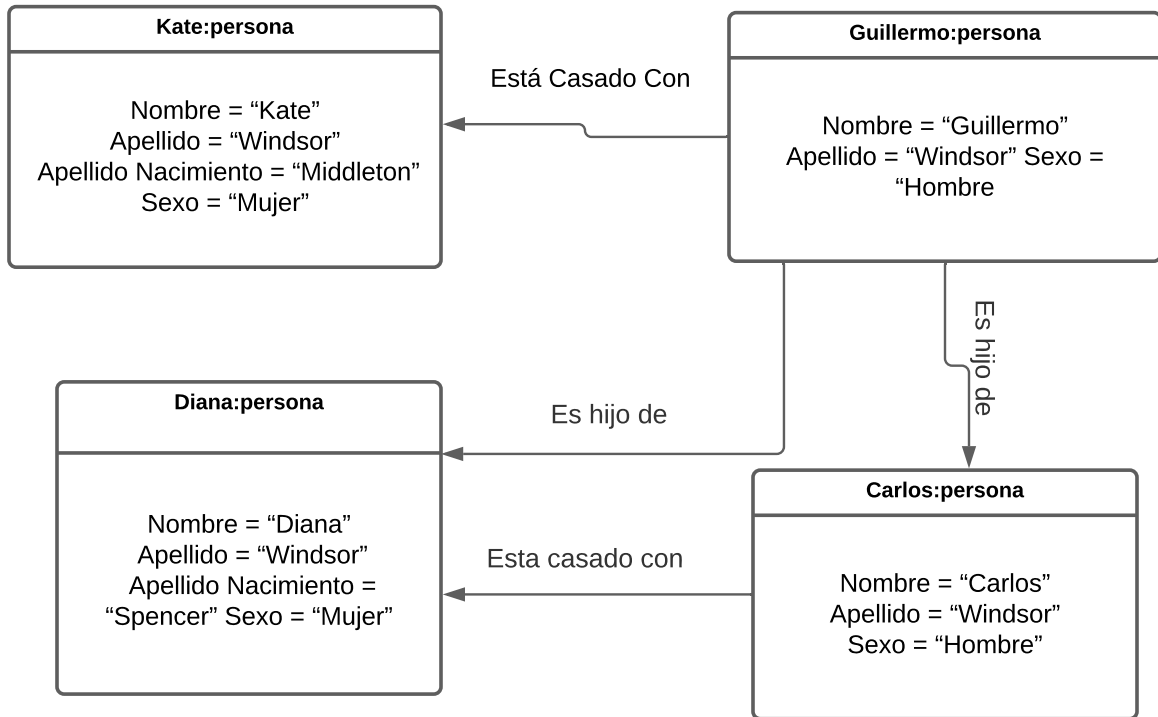 Kate:persona
Nombre = “Kate”
Apellido = “Windsor”
Apellido Nacimiento = “Middleton”
Sexo = “Mujer”
Está Casado Con
Guillermo:persona
Nombre = “Guillermo”
Apellido = “Windsor” Sexo =
“Hombre
Es hijo de
Es hijo de
Diana:persona
Nombre = “Diana”
Apellido = “Windsor”
Apellido Nacimiento =
“Spencer” Sexo = “Mujer”
Esta casado con
Carlos:persona
Nombre = “Carlos”
Apellido = “Windsor”
Sexo = “Hombre”